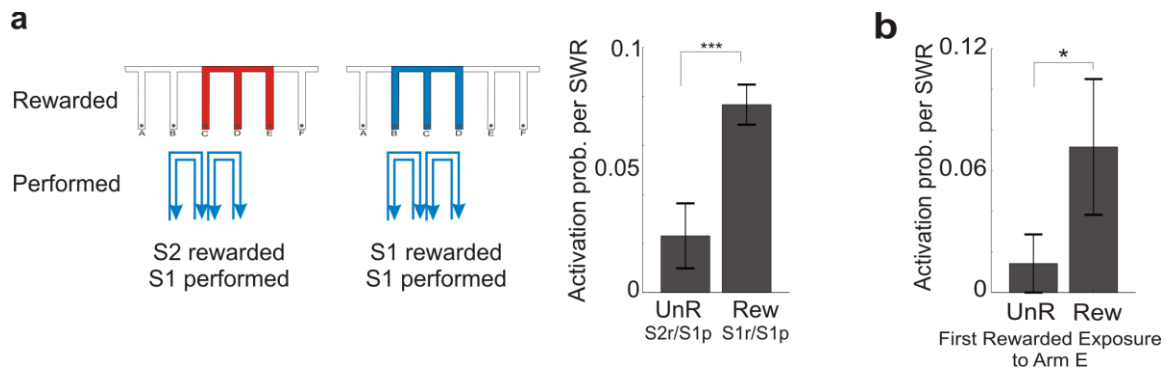 a
Rewarded
A B C D E F
A B C D E F
Performed
S2 rewarded
S1 performed
S1 rewarded
S1 performed
Activation prob. per SWR
0.1
0.05
0
***
UnR
Rew
S2r/S1p
S1r/S1p
b
Activation prob. per SWR
0.12
0.06
0
*
UnR
Rew
First Rewarded Exposure
to Arm E